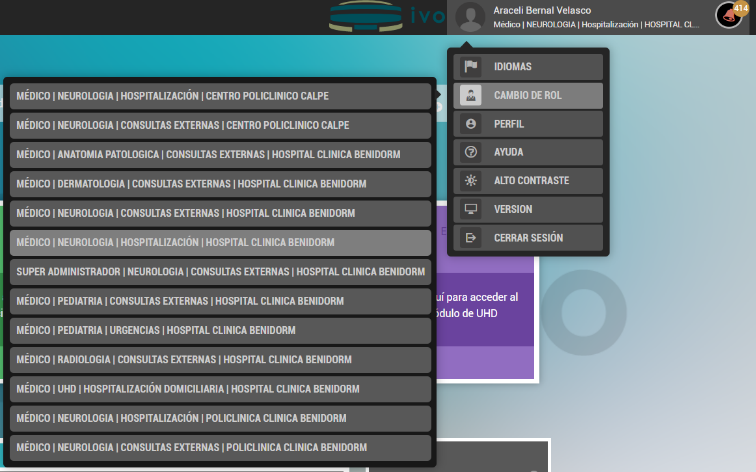 ivo
Araceli Bernal Velasco
Médico | NEUROLOGIA | Hospitalización | HOSPITAL CL...
414
IDIOMAS
CAMBIO DE ROL
PERFIL
AYUDA
ALTO CONTRASTE
VERSION
CERRAR SESIÓN
MÉDICO | NEUROLOGIA | HOSPITALIZACIÓN | CENTRO POLICLINICO CALPE
MÉDICO | NEUROLOGIA | CONSULTAS EXTERNAS | CENTRO POLICLINICO CALPE
MÉDICO | ANATOMIA PATOLOGICA | CONSULTAS EXTERNAS | HOSPITAL CLINICA BENIDORM
MÉDICO | DERMATOLOGIA | CONSULTAS EXTERNAS | HOSPITAL CLINICA BENIDORM
MÉDICO | NEUROLOGIA | CONSULTAS EXTERNAS | HOSPITAL CLINICA BENIDORM
MÉDICO | NEUROLOGIA | HOSPITALIZACIÓN | HOSPITAL CLINICA BENIDORM
SUPER ADMINISTRADOR | NEUROLOGIA | CONSULTAS EXTERNAS | HOSPITAL CLINICA BENIDORM
MÉDICO | PEDIATRIA | CONSULTAS EXTERNAS | HOSPITAL CLINICA BENIDORM
MÉDICO | PEDIATRIA | URGENCIAS | HOSPITAL CLINICA BENIDORM
MÉDICO | RADIOLOGIA | CONSULTAS EXTERNAS | HOSPITAL CLINICA BENIDORM
MÉDICO | UHD | HOSPITALIZACIÓN DOMICILIARIA | HOSPITAL CLINICA BENIDORM
MÉDICO | NEUROLOGIA | HOSPITALIZACIÓN | POLICLINICA CLINICA BENIDORM
MÉDICO | NEUROLOGIA | CONSULTAS EXTERNAS | POLICLINICA CLINICA BENIDORM
uí para acceder al
ódulo de UHD